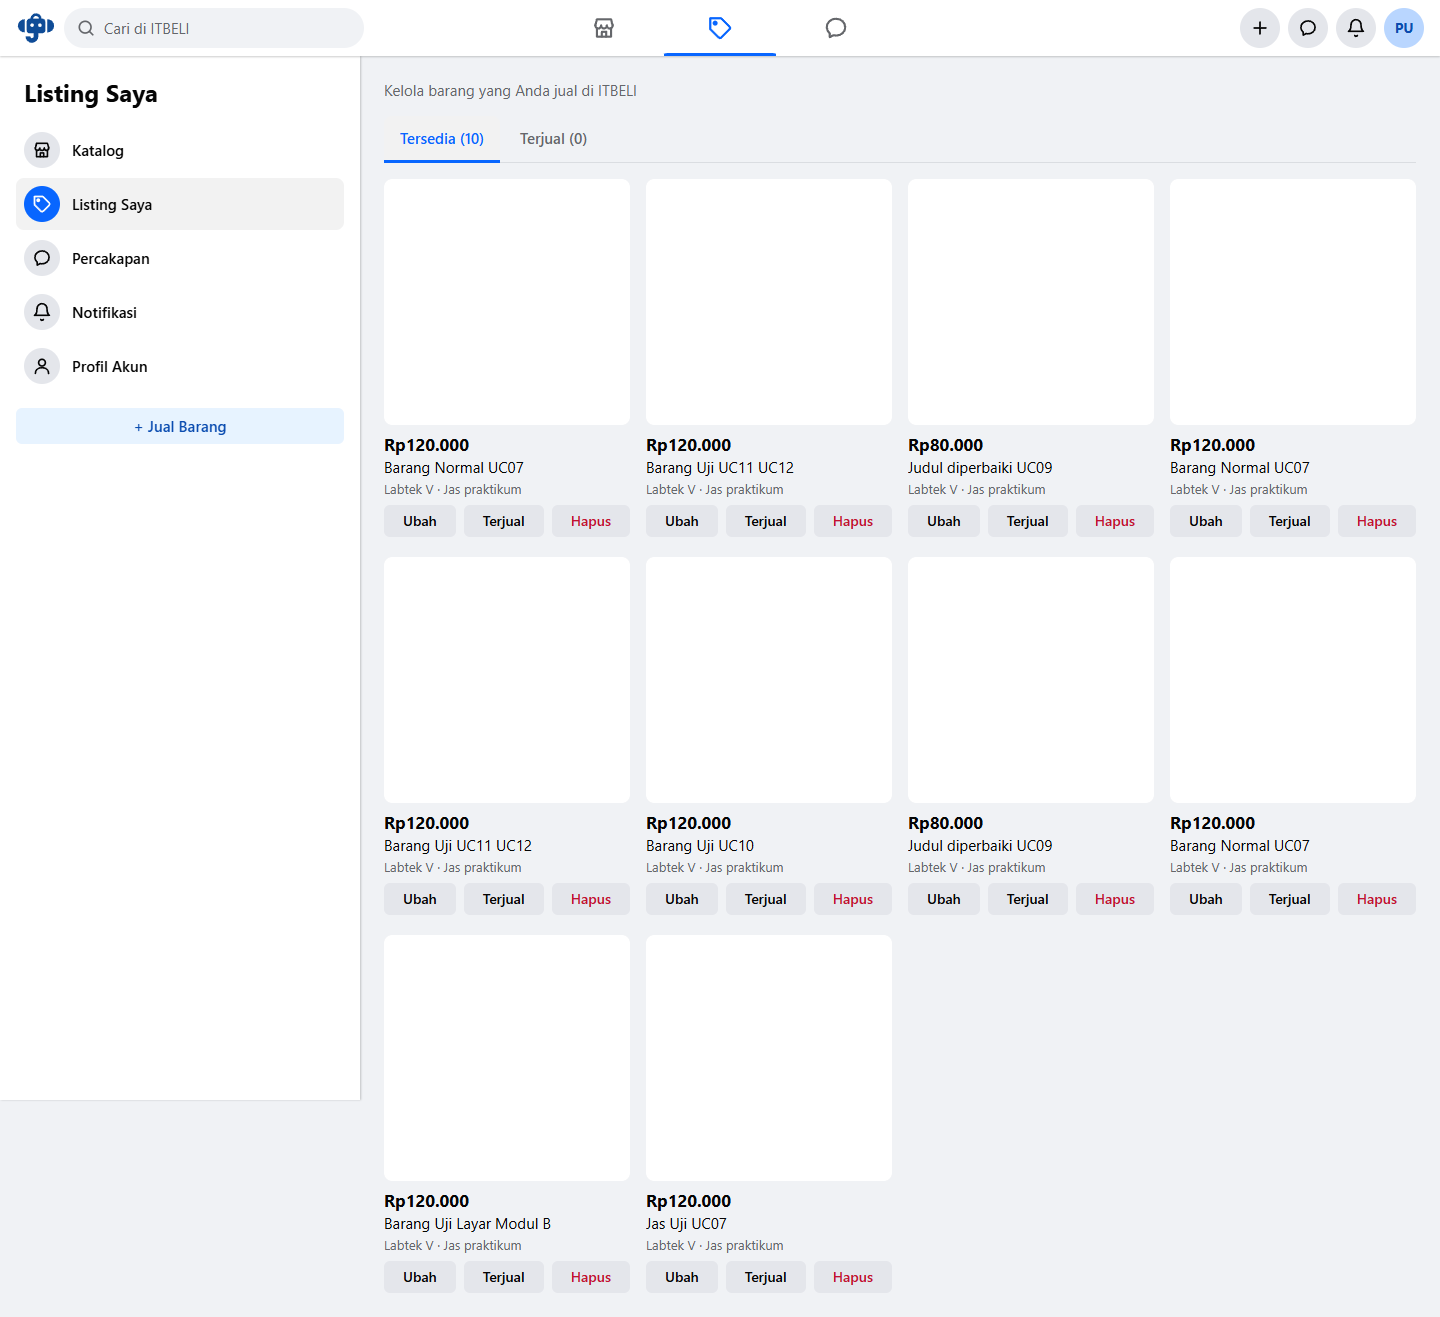 Cari di ITBELI
PU
Listing Saya
Katalog
Listing Saya
Percakapan
Notifikasi
Profil Akun
+ Jual Barang
Kelola barang yang Anda jual di ITBELI
Tersedia (10) Terjual (0)
Rp120.000
Barang Normal UC07
Labtek V · Jas praktikum
Ubah Terjual Hapus
Rp120.000
Barang Uji UC11 UC12
Labtek V · Jas praktikum
Ubah Terjual Hapus
Rp80.000
Judul diperbaiki UC09
Labtek V · Jas praktikum
Ubah Terjual Hapus
Rp120.000
Barang Normal UC07
Labtek V · Jas praktikum
Ubah Terjual Hapus
Rp120.000
Barang Uji UC11 UC12
Labtek V · Jas praktikum
Ubah Terjual Hapus
Rp120.000
Barang Uji UC10
Labtek V · Jas praktikum
Ubah Terjual Hapus
Rp80.000
Judul diperbaiki UC09
Labtek V · Jas praktikum
Ubah Terjual Hapus
Rp120.000
Barang Normal UC07
Labtek V · Jas praktikum
Ubah Terjual Hapus
Rp120.000
Barang Uji Layar Modul B
Labtek V · Jas praktikum
Ubah Terjual Hapus
Rp120.000
Jas Uji UC07
Labtek V · Jas praktikum
Ubah Terjual Hapus